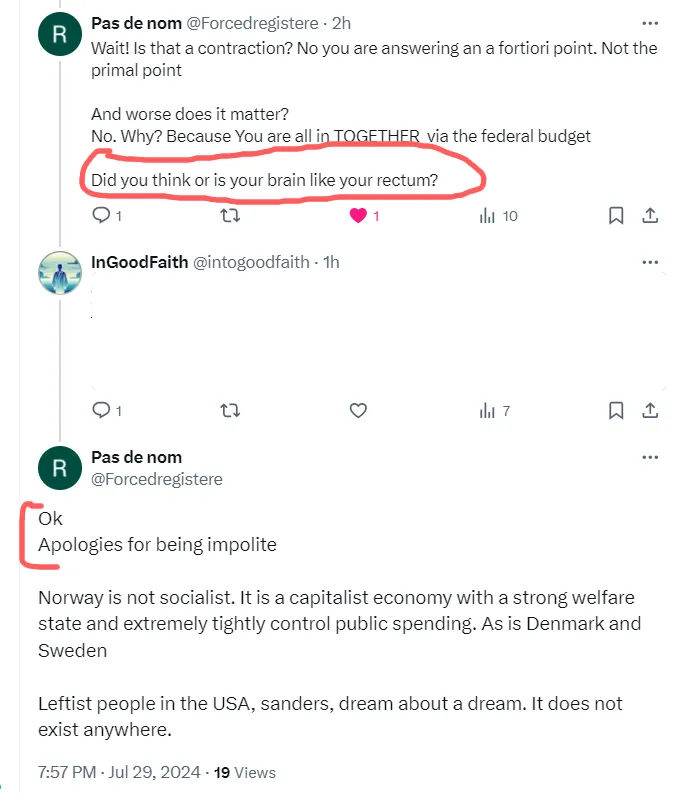 R
Pas de nom @Forcedregistere · 2h
Wait! Is that a contraction? No you are answering an a fortiori point. Not the
primal point
And worse does it matter?
No. Why? Because You are all in TOGETHER via the federal budget
Did you think or is your brain like your rectum?
1
1
10
InGoodFaith @intogoodfaith · 1h
1
7
R
Pas de nom
@Forcedregistere
Ok
Apologies for being impolite
Norway is not socialist. It is a capitalist economy with a strong welfare
state and extremely tightly control public spending. As is Denmark and
Sweden
Leftist people in the USA, sanders, dream about a dream. It does not
exist anywhere.
7:57 PM · Jul 29, 2024 · 19 Views